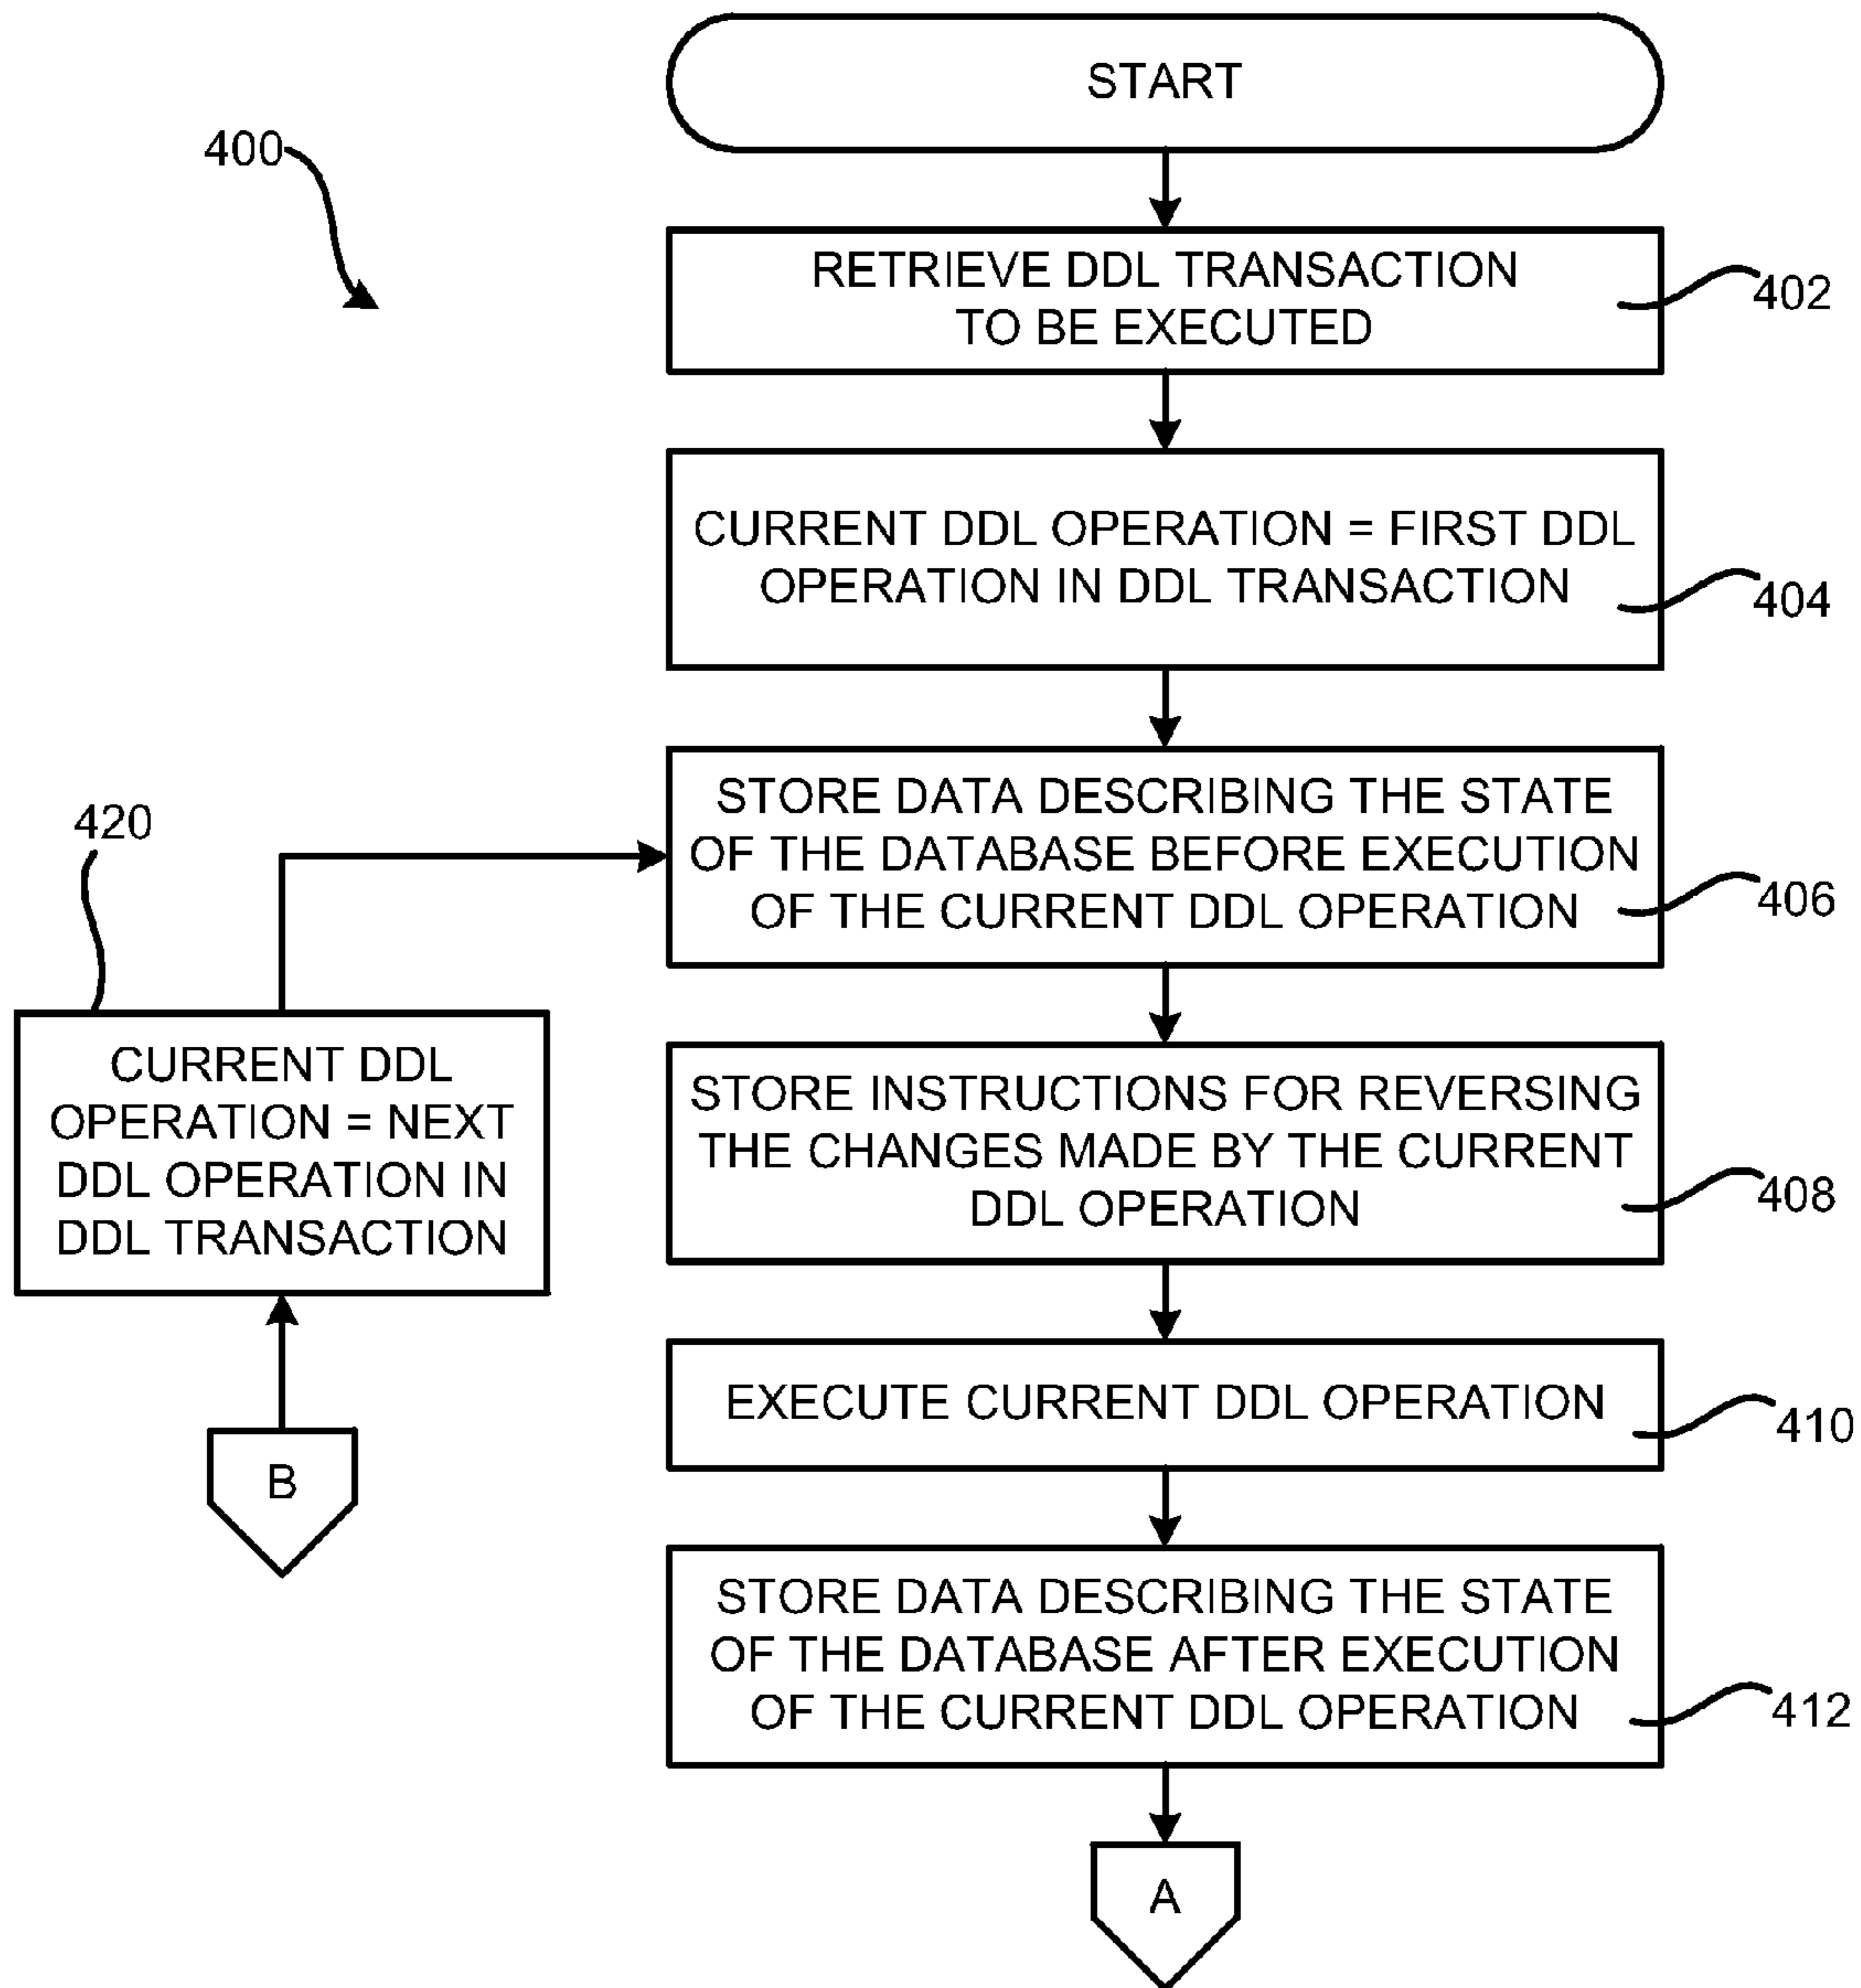 START
400
RETRIEVE DDL TRANSACTION
TO BE EXECUTED
402
CURRENT DDL OPERATION = FIRST DDL
OPERATION IN DDL TRANSACTION
404
STORE DATA DESCRIBING THE STATE
OF THE DATABASE BEFORE EXECUTION
OF THE CURRENT DDL OPERATION
406
420
CURRENT DDL
OPERATION = NEXT
DDL OPERATION IN
DDL TRANSACTION
STORE INSTRUCTIONS FOR REVERSING
THE CHANGES MADE BY THE CURRENT
DDL OPERATION
408
EXECUTE CURRENT DDL OPERATION
410
B
STORE DATA DESCRIBING THE STATE
OF THE DATABASE AFTER EXECUTION
OF THE CURRENT DDL OPERATION
412
A